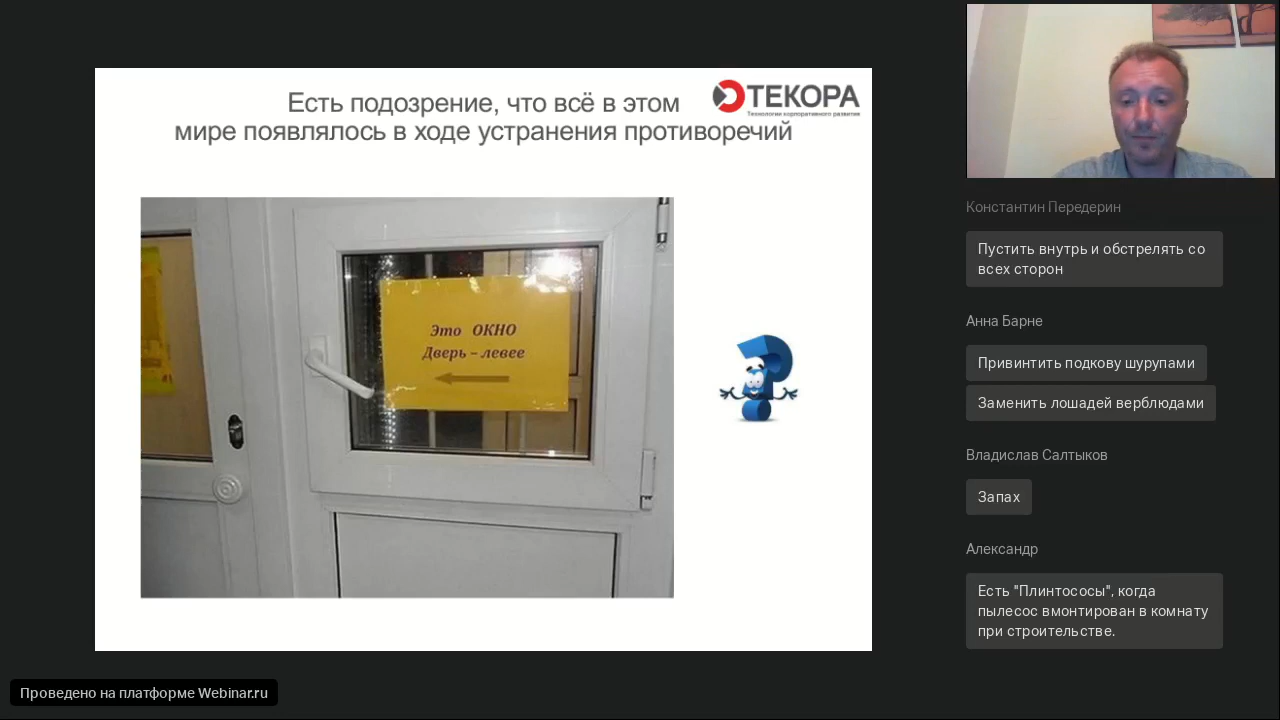 Есть подозрение, что всё в этом
мире появлялось в ходе устранения противоречий
ТЕКОРА
Технологии корпоративного развития
Это ОКНО
Дверь – левее
Константин Передерин
Пустить внутрь и обстрелять со
всех сторон
Анна Барне
Привинтить подкову шурупами
Заменить лошадей верблюдами
Владислав Салтыков
Запах
Александр
Есть "Плинтососы", когда
пылесос вмонтирован в комнату
при строительстве.
Проведено на платформе Webinar.ru